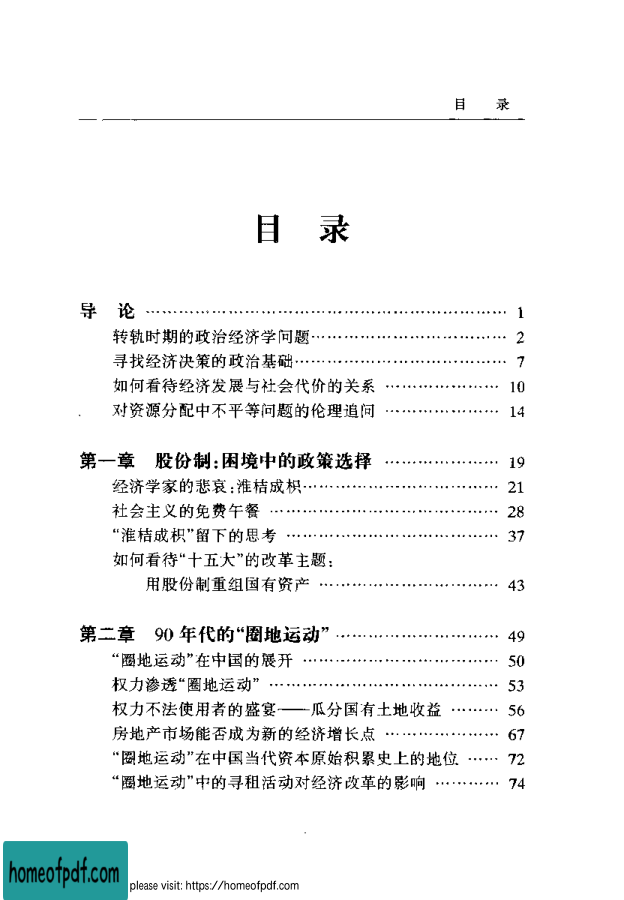 目 录
目 录
导 论 …………………………………………………… 1
转轨时期的政治经济学问题…………………………… 2
寻找经济决策的政治基础……………………………… 7
如何看待经济发展与社会代价的关系 ………………… 10
对资源分配中不平等问题的伦理追问 ………………… 14
第一章 股份制:困境中的政策选择 ………………… 19
经济学家的悲哀:淮桔成枳…………………………… 21
社会主义的免费午餐 ………………………………… 28
“淮桔成枳”留下的思考 ……………………………… 37
如何看待“十五大”的改革主题:
用股份制重组国有资产 ………………………… 43
第二章 90年代的“圈地运动” ……………………… 49
“圈地运动”在中国的展开 …………………………… 50
权力渗透“圈地运动” ………………………………… 53
权力不法使用者的盛宴——瓜分国有土地收益 ……… 56
房地产市场能否成为新的经济增长点 ………………… 67
“圈地运动”在中国当代资本原始积累史上的地位 …… 72
“圈地运动”中的寻租活动对经济改革的影响 ………… 74
homeofpdf.com
please visit: https://homeofpdf.com